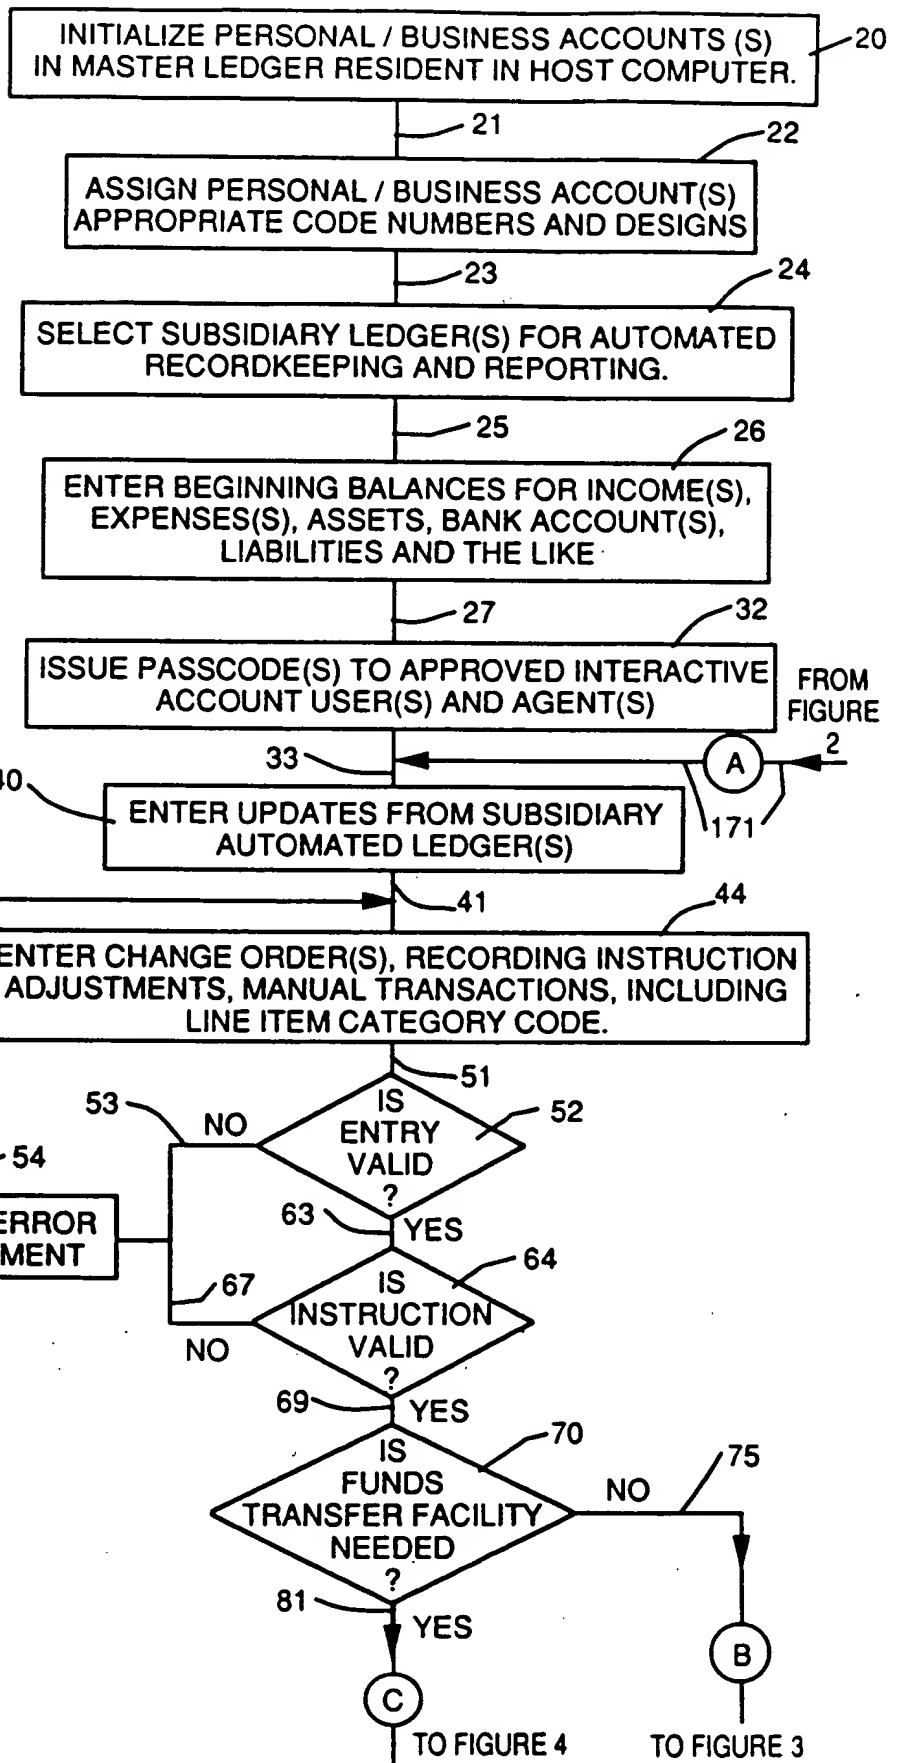 INITIALIZE PERSONAL / BUSINESS ACCOUNTS (S)
IN MASTER LEDGER RESIDENT IN HOST COMPUTER.
20
21
22
ASSIGN PERSONAL / BUSINESS ACCOUNT(S)
APPROPRIATE CODE NUMBERS AND DESIGNS
23
24
SELECT SUBSIDIARY LEDGER(S) FOR AUTOMATED
RECORDKEEPING AND REPORTING.
25
26
ENTER BEGINNING BALANCES FOR INCOME(S),
EXPENSES(S), ASSETS, BANK ACCOUNT(S),
LIABILITIES AND THE LIKE
27
32
ISSUE PASSCODE(S) TO APPROVED INTERACTIVE
ACCOUNT USER(S) AND AGENT(S)
FROM
FIGURE
2
33
A
171
40
ENTER UPDATES FROM SUBSIDIARY
AUTOMATED LEDGER(S)
41
44
ENTER CHANGE ORDER(S), RECORDING INSTRUCTION
ADJUSTMENTS, MANUAL TRANSACTIONS, INCLUDING
LINE ITEM CATEGORY CODE.
51
53
NO
IS
ENTRY
VALID
?
52
54
ERROR
MENT
63
YES
64
67
IS
INSTRUCTION
VALID
?
NO
69
YES
70
IS
FUNDS
TRANSFER FACILITY
NEEDED
?
NO
75
81
YES
B
C
TO FIGURE 4
TO FIGURE 3